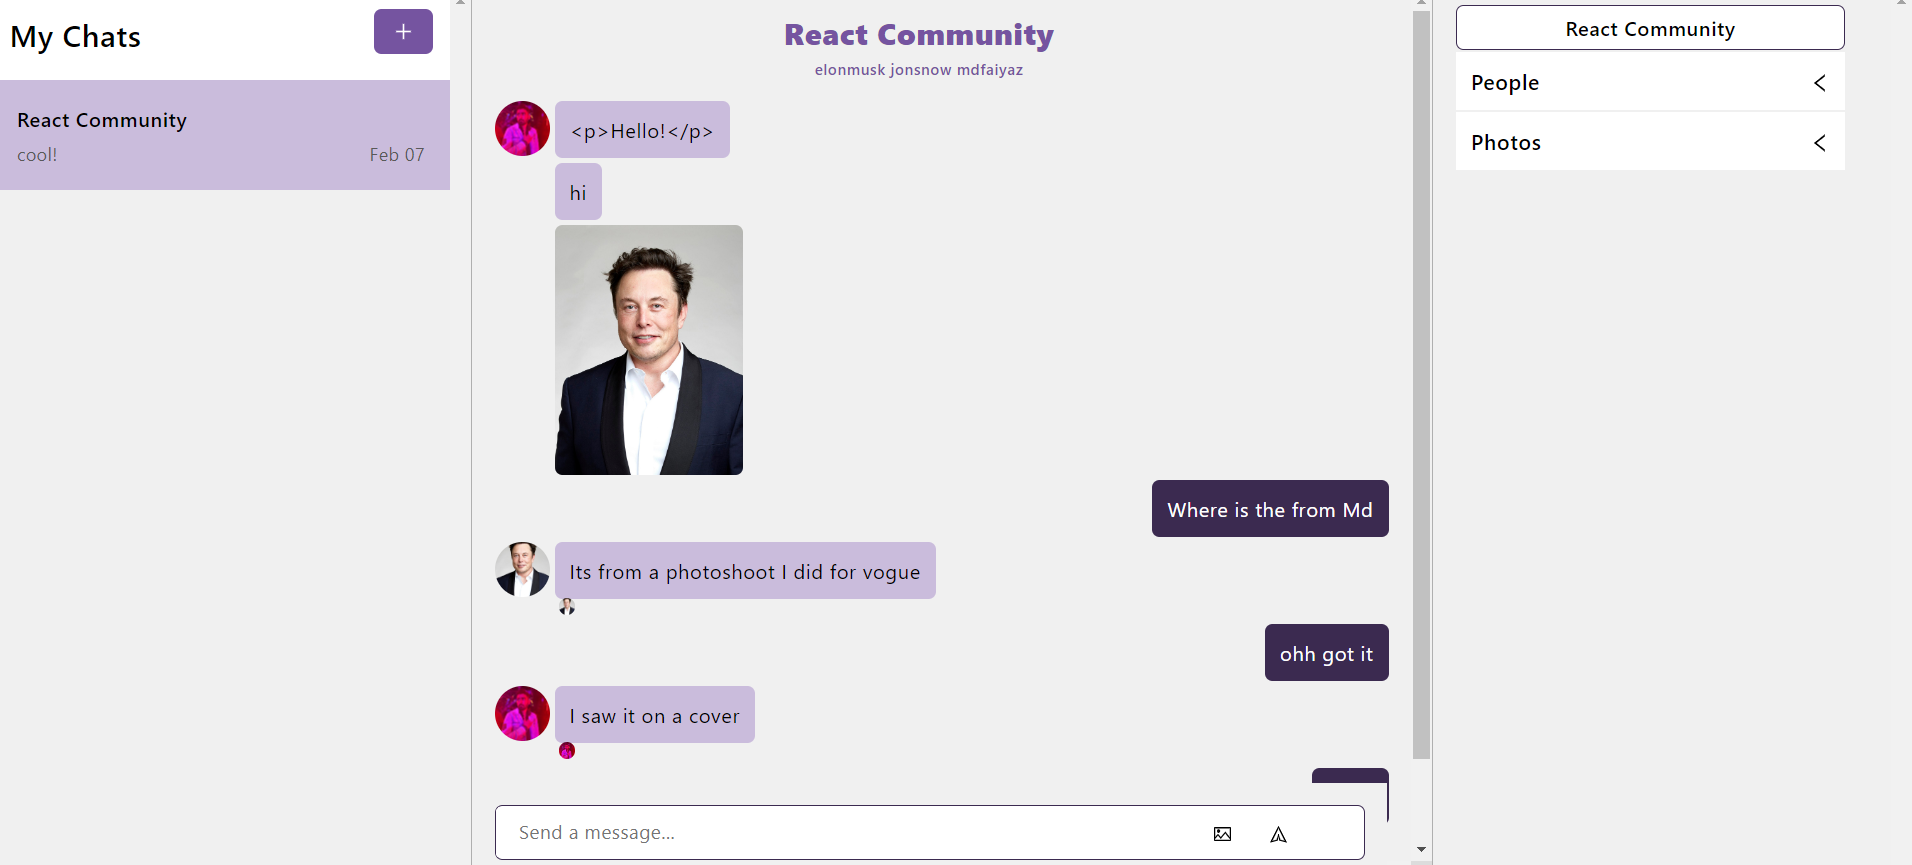 My Chats
+
React Community
cool!
Feb 07
React Community
elonmusk jonsnow mdfaiyaz
<p>Hello!</p>
hi
Where is the from Md
Its from a photoshoot I did for vogue
ohh got it
I saw it on a cover
Send a message...
React Community
People
Photos